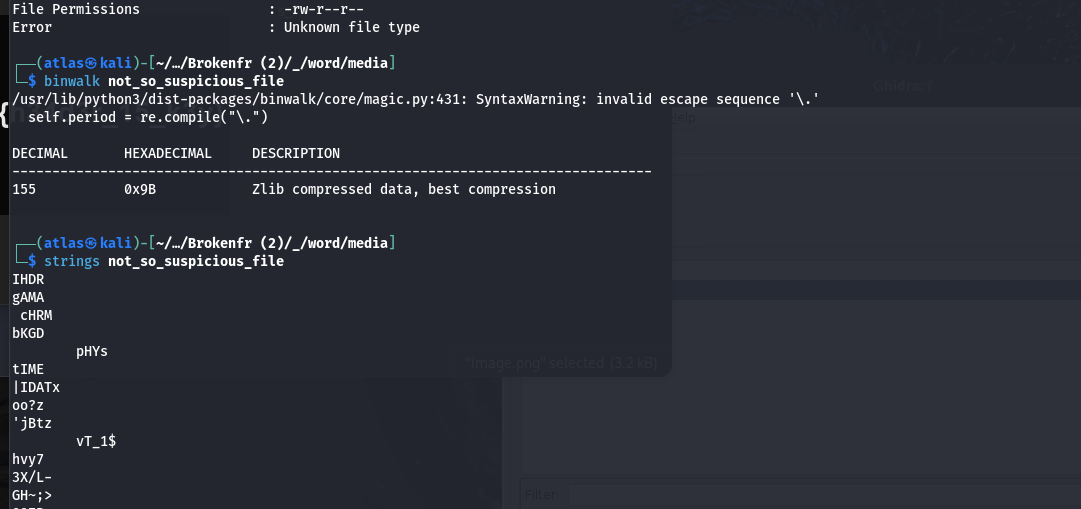 File Permissions                : -rw-r--r--
Error                           : Unknown file type
┌──(atlas㉿kali)-[~/…/Brokenfr (2)/_/word/media]
└─$ binwalk not_so_suspicious_file
/usr/lib/python3/dist-packages/binwalk/core/magic.py:431: SyntaxWarning: invalid escape sequence '\.'
  self.period = re.compile("\.")
DECIMAL       HEXADECIMAL     DESCRIPTION
--------------------------------------------------------------------------------
155           0x9B            Zlib compressed data, best compression
┌──(atlas㉿kali)-[~/…/Brokenfr (2)/_/word/media]
└─$ strings not_so_suspicious_file
IHDR
gAMA
 cHRM
bKGD
        pHYs
tIME
|IDATx
oo?z
'jBtz
        vT_1$
hvy7
3X/L-
GH~;>
Help
"image.png" selected (3.2 kB)
Filter: